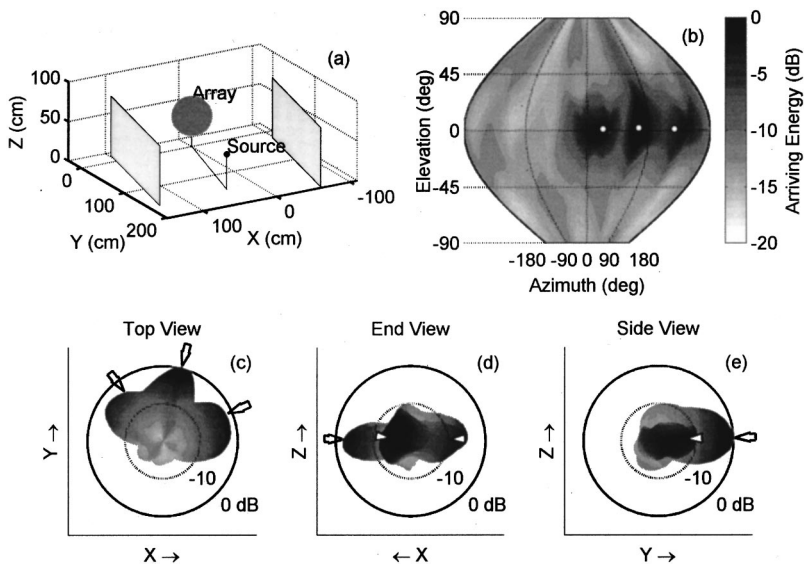 (a)
100
50
0
Z (cm)
Array
Source
0
100
200
Y (cm)
100
0
-100
X (cm)
(b)
90
45
0
-45
-90
Elevation (deg)
-180 -90 0 90 180
Azimuth (deg)
0
-5
-10
-15
-20
Arriving Energy (dB)
Top View
(c)
-10
0 dB
Y →
X →
End View
(d)
-10
0 dB
Z →
← X
Side View
(e)
-10
0 dB
Z →
Y →